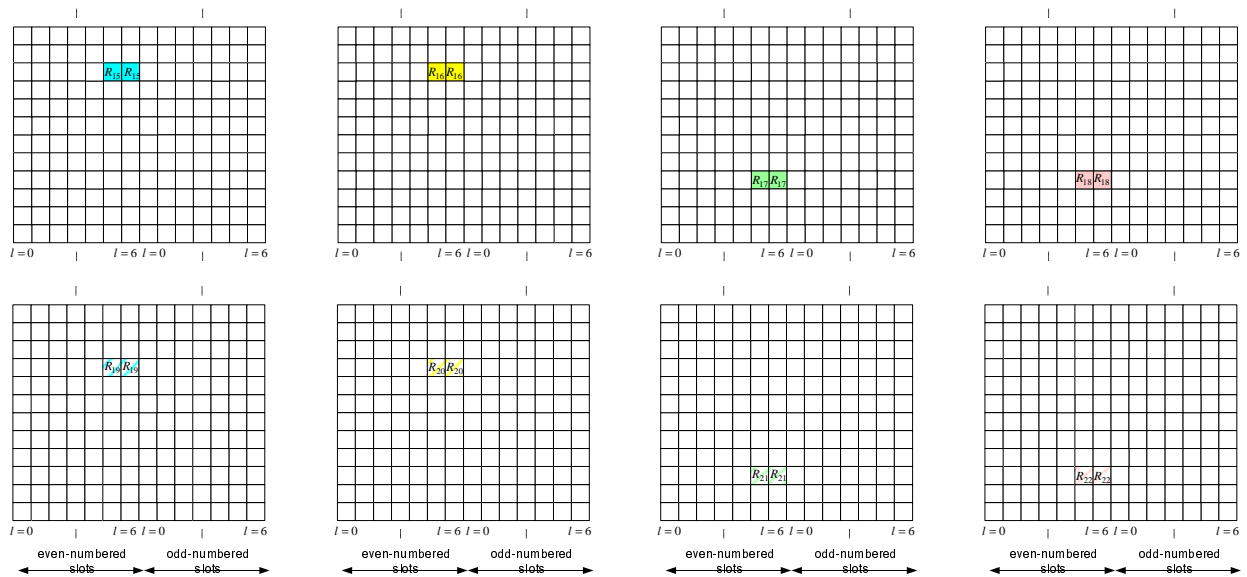 R15 R15 R16 R16
R17 R17 R18 R18
l = 0 l = 6 l = 0 l = 6 l = 0 l = 6 l = 0 l = 6 l = 0 l = 6 l = 0 l = 6 l = 0 l = 6 l = 0 l = 6
R19 R19 R20 R20
R21 R21 R22 R22
l = 0 l = 6 l = 0 l = 6 l = 0 l = 6 l = 0 l = 6 l = 0 l = 6 l = 0 l = 6 l = 0 l = 6 l = 0 l = 6
even-numbered odd-numbered even-numbered odd-numbered even-numbered odd-numbered even-numbered odd-numbered
slots slots slots slots slots slots slots slots